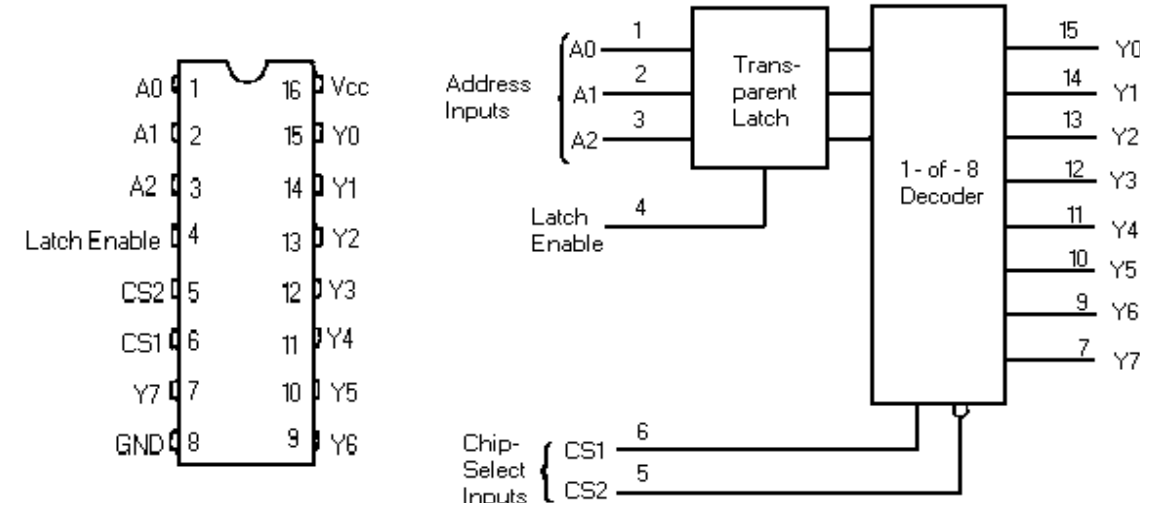 A0 1 16 Vcc
A1 2 15 Y0
A2 3 14 Y1
Latch Enable 4 13 Y2
CS2 5 12 Y3
CS1 6 11 Y4
Y7 7 10 Y5
GND 8 9 Y6
Address
Inputs
A0 1
A1 2
A2 3
Trans-
parent
Latch
Latch
Enable
4
1 - of - 8
Decoder
15 Y0
14 Y1
13 Y2
12 Y3
11 Y4
10 Y5
9 Y6
7 Y7
Chip-
Select
Inputs
CS1 6
CS2 5